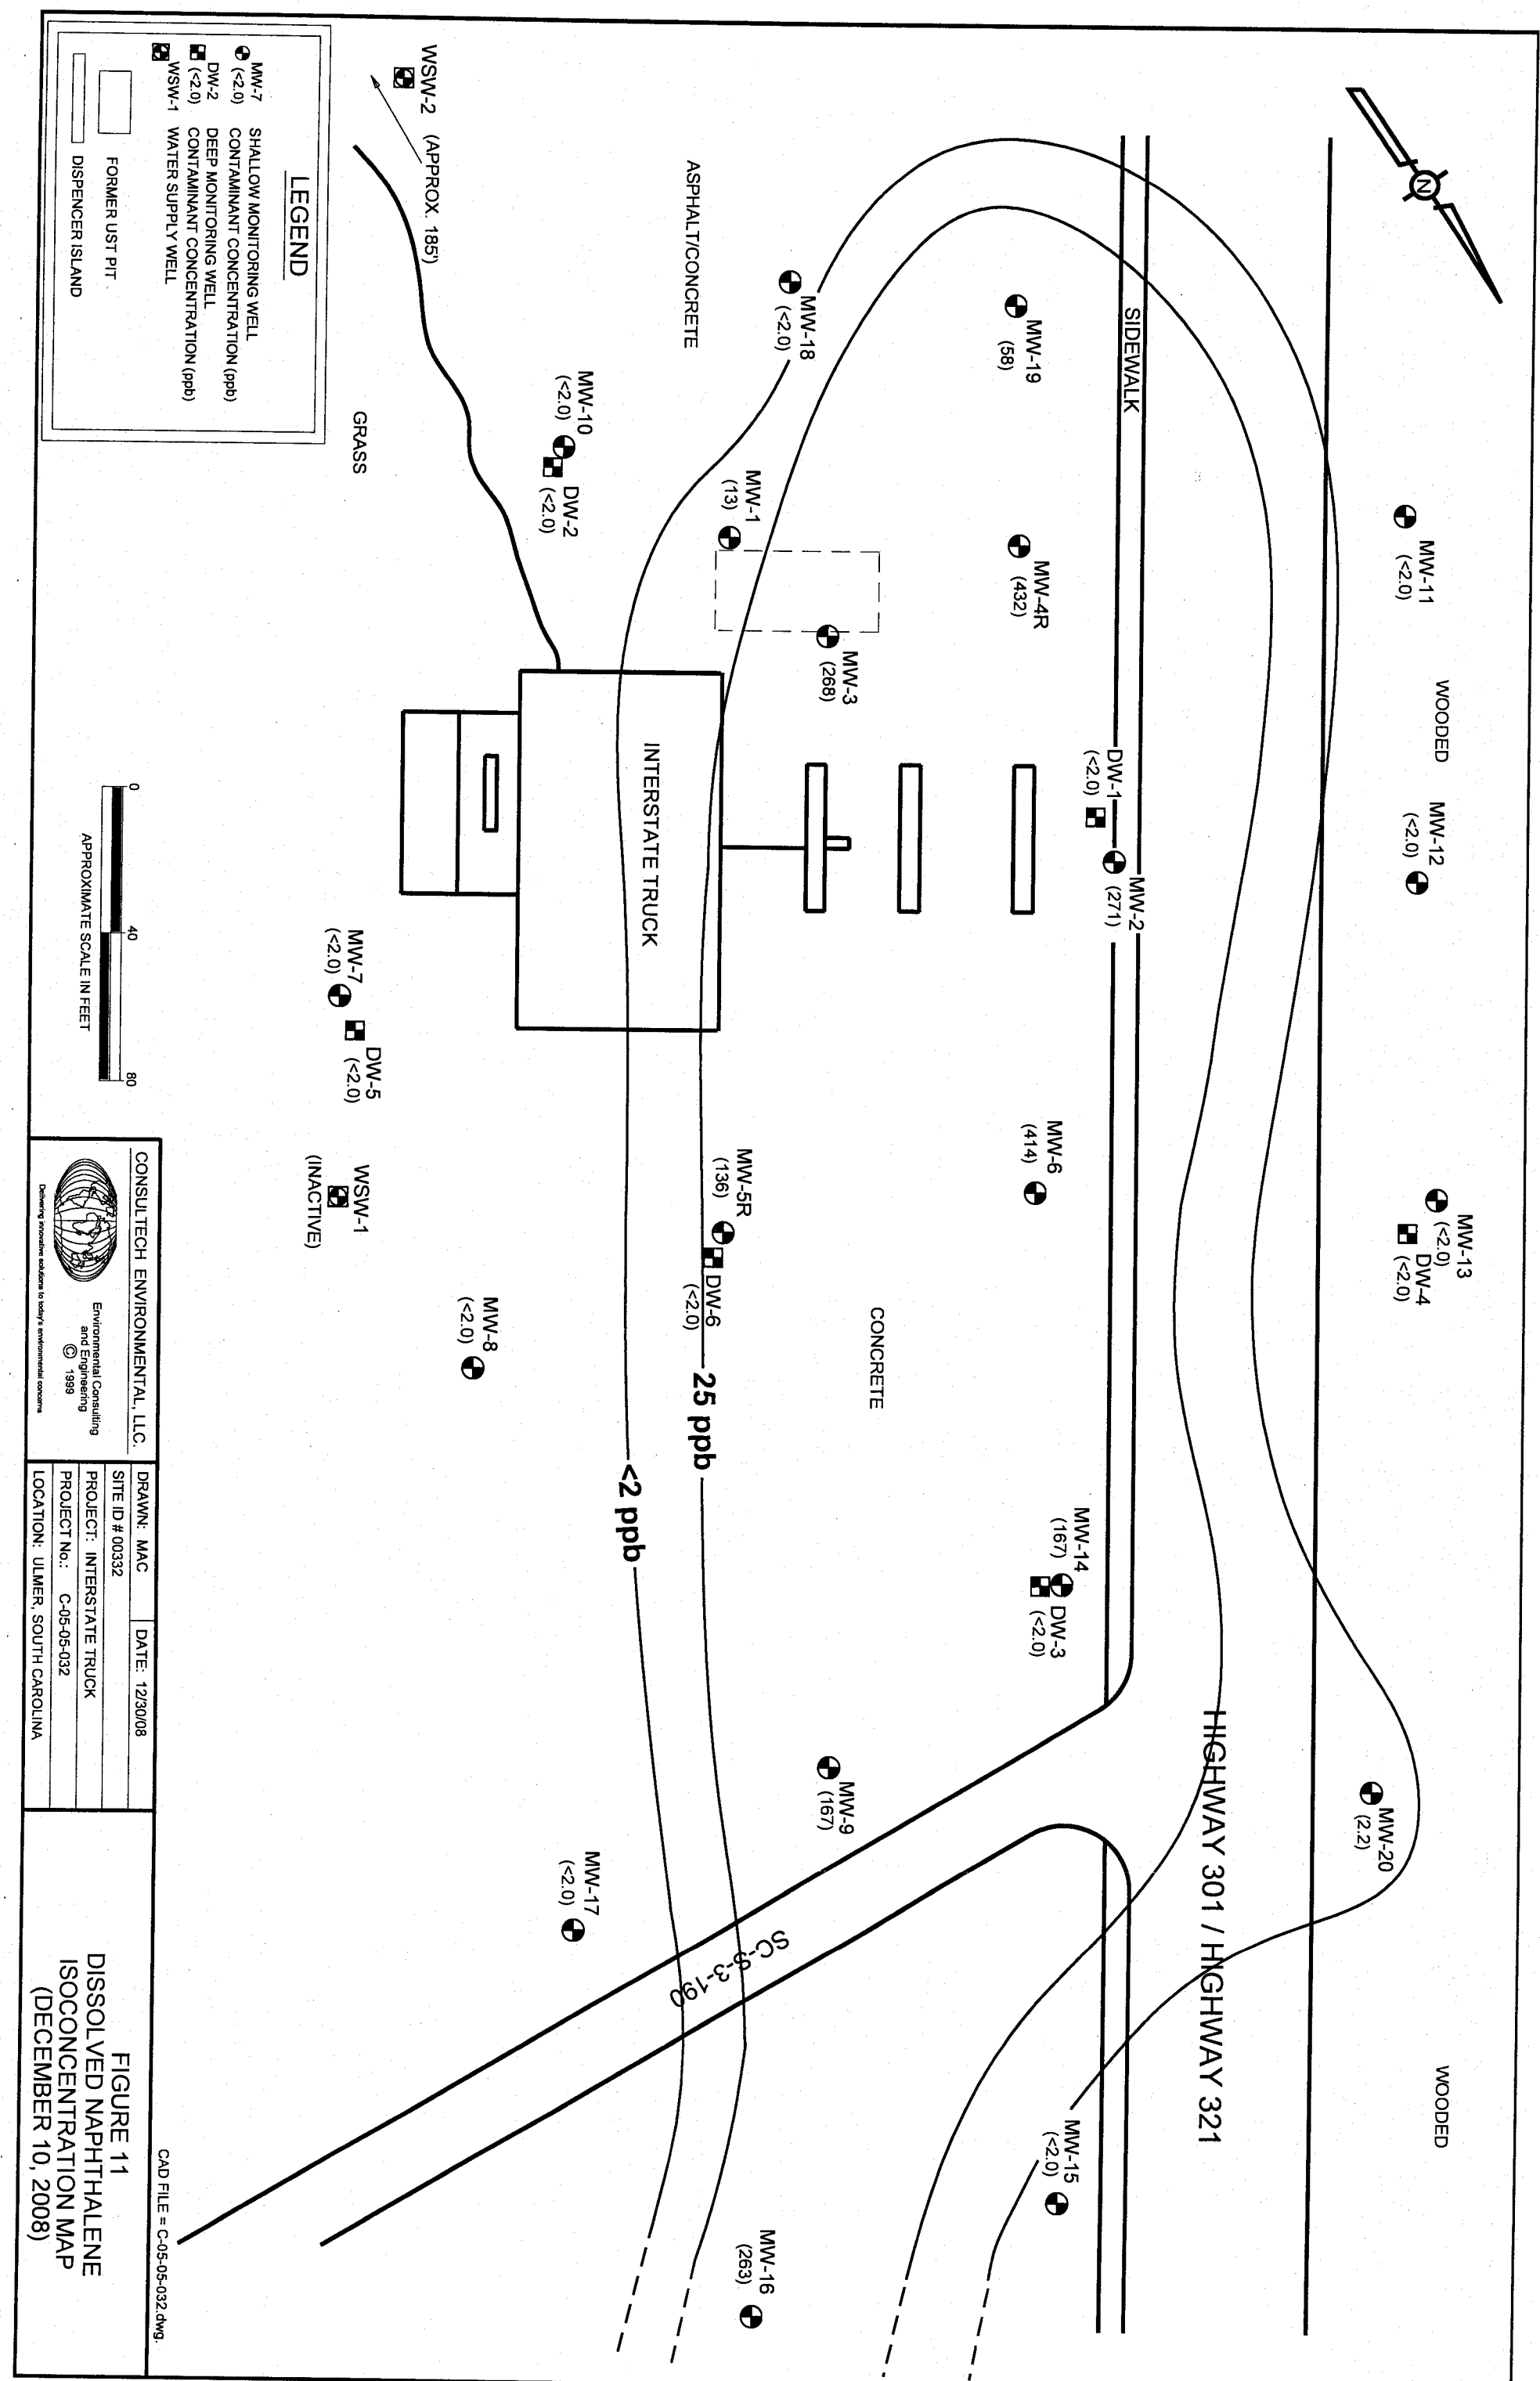 WOODED
WOODED
MW-11
(<2.0)
MW-12
(<2.0)
MW-13
(<2.0)
DW-4
(<2.0)
MW-20
(2.2)
N
HIGHWAY 301 / HIGHWAY 321
SIDEWALK
DW-1
(<2.0)
MW-2
(271)
MW-19
(58)
MW-4R
(432)
MW-6
(414)
MW-14
(167)
DW-3
(<2.0)
MW-15
(<2.0)
MW-18
(<2.0)
MW-3
(268)
CONCRETE
MW-9
(167)
MW-1
(13)
MW-5R
(136)
DW-6
(<2.0)
25 ppb
SC-S-3-190
MW-16
(263)
ASPHALT/CONCRETE
INTERSTATE TRUCK
<2 ppb
MW-10
(<2.0)
DW-2
(<2.0)
MW-17
(<2.0)
MW-8
(<2.0)
WSW-2
(APPROX. 185')
GRASS
MW-7
(<2.0)
DW-5
(<2.0)
WSW-1
(INACTIVE)
LEGEND
MW-7 SHALLOW MONITORING WELL
(<2.0) CONTAMINANT CONCENTRATION (ppb)
DW-2 DEEP MONITORING WELL
(<2.0) CONTAMINANT CONCENTRATION (ppb)
WSW-1 WATER SUPPLY WELL
FORMER UST PIT
DISPENCER ISLAND
0 40 80
APPROXIMATE SCALE IN FEET
CONSULTECH ENVIRONMENTAL, LLC.
Environmental Consulting
and Engineering
© 1999
Delivering innovative solutions to today's environmental concerns
DRAWN: MAC DATE: 12/30/08
SITE ID # 00332
PROJECT: INTERSTATE TRUCK
PROJECT No.: C-05-05-032
LOCATION: ULMER, SOUTH CAROLINA
CAD FILE = C-05-05-032.dwg.
FIGURE 11
DISSOLVED NAPHTHALENE
ISOCONCENTRATION MAP
(DECEMBER 10, 2008)